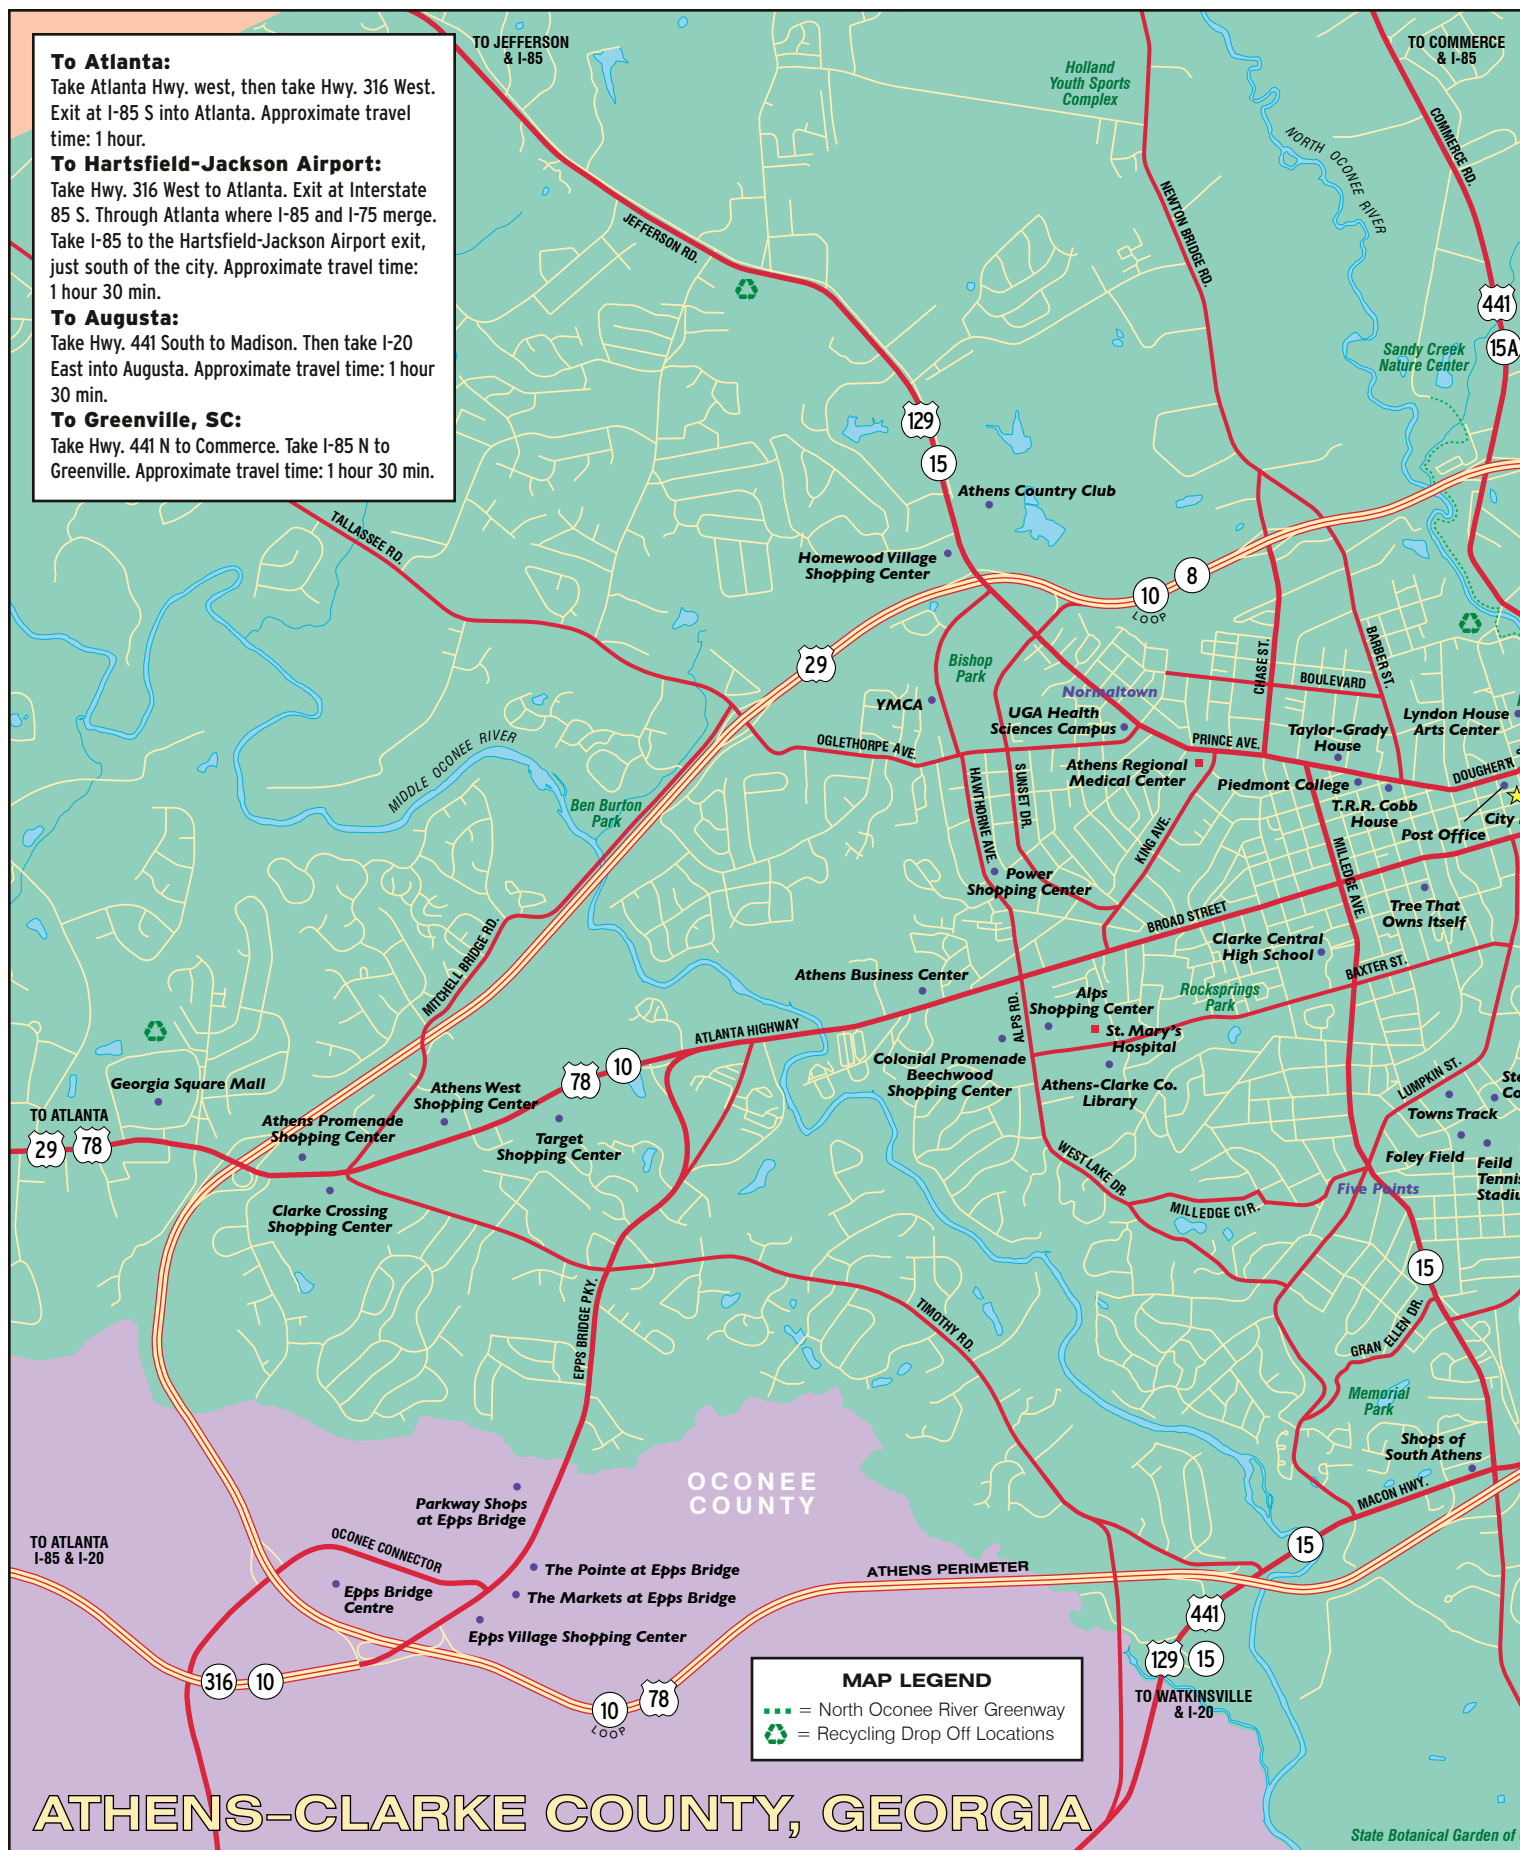 To Atlanta:
Take Atlanta Hwy. west, then take Hwy. 316 West.
Exit at I-85 S into Atlanta. Approximate travel
time: 1 hour.
To Hartsfield-Jackson Airport:
Take Hwy. 316 West to Atlanta. Exit at Interstate
85 S. Through Atlanta where I-85 and I-75 merge.
Take I-85 to the Hartsfield-Jackson Airport exit,
just south of the city. Approximate travel time:
1 hour 30 min.
To Augusta:
Take Hwy. 441 South to Madison. Then take I-20
East into Augusta. Approximate travel time: 1 hour
30 min.
To Greenville, SC:
Take Hwy. 441 N to Commerce. Take I-85 N to
Greenville. Approximate travel time: 1 hour 30 min.
TO JEFFERSON
& I-85
Holland
Youth Sports
Complex
TO COMMERCE
& I-85
COMMERCE RD.
NORTH OCONEE RIVER
NEWTON BRIDGE RD.
JEFFERSON RD.
441
15A
Sandy Creek
Nature Center
129
15
Athens Country Club
TALLASSEE RD.
Homewood Village
Shopping Center
8
10
LOOP
29
Bishop
Park
CHASE ST.
BARBER ST.
BOULEVARD
Normaltown
YMCA
UGA Health
Sciences Campus
Lyndon House
Arts Center
Taylor-Grady
House
PRINCE AVE.
OGLETHORPE AVE.
MIDDLE OCONEE RIVER
Athens Regional
Medical Center
DOUGHERTY
Piedmont College
T.R.R. Cobb
House
Post Office
City
Ben Burton
Park
HAWTHORNE AVE.
SUNSET DR.
KING AVE.
MILLEDGE AVE.
Power
Shopping Center
Tree That
Owns Itself
BROAD STREET
Clarke Central
High School
BAXTER ST.
MITCHELL BRIDGE RD.
Athens Business Center
Rocksprings
Park
Alps
Shopping Center
ALPS RD.
ATLANTA HIGHWAY
St. Mary's
Hospital
Colonial Promenade
Beechwood
Shopping Center
10
78
Georgia Square Mall
Athens West
Shopping Center
Athens-Clarke Co.
Library
LUMPKIN ST.
Towns Track
TO ATLANTA
29
78
Athens Promenade
Shopping Center
Target
Shopping Center
Foley Field
Feild
Tennis
WEST LAKE DR.
Five Points
MILLEDGE CIR.
Clarke Crossing
Shopping Center
15
EPPS BRIDGE PKY.
TIMOTHY RD.
GRAN ELLEN DR.
Memorial
Park
Shops of
South Athens
OCONEE
COUNTY
MACON HWY.
Parkway Shops
at Epps Bridge
TO ATLANTA
I-85 & I-20
OCONEE CONNECTOR
15
The Pointe at Epps Bridge
ATHENS PERIMETER
Epps Bridge
Centre
The Markets at Epps Bridge
441
Epps Village Shopping Center
129
15
316
10
10
LOOP
78
TO WATKINSVILLE
& I-20
MAP LEGEND
= North Oconee River Greenway
= Recycling Drop Off Locations
ATHENS-CLARKE COUNTY, GEORGIA
State Botanical Garden of